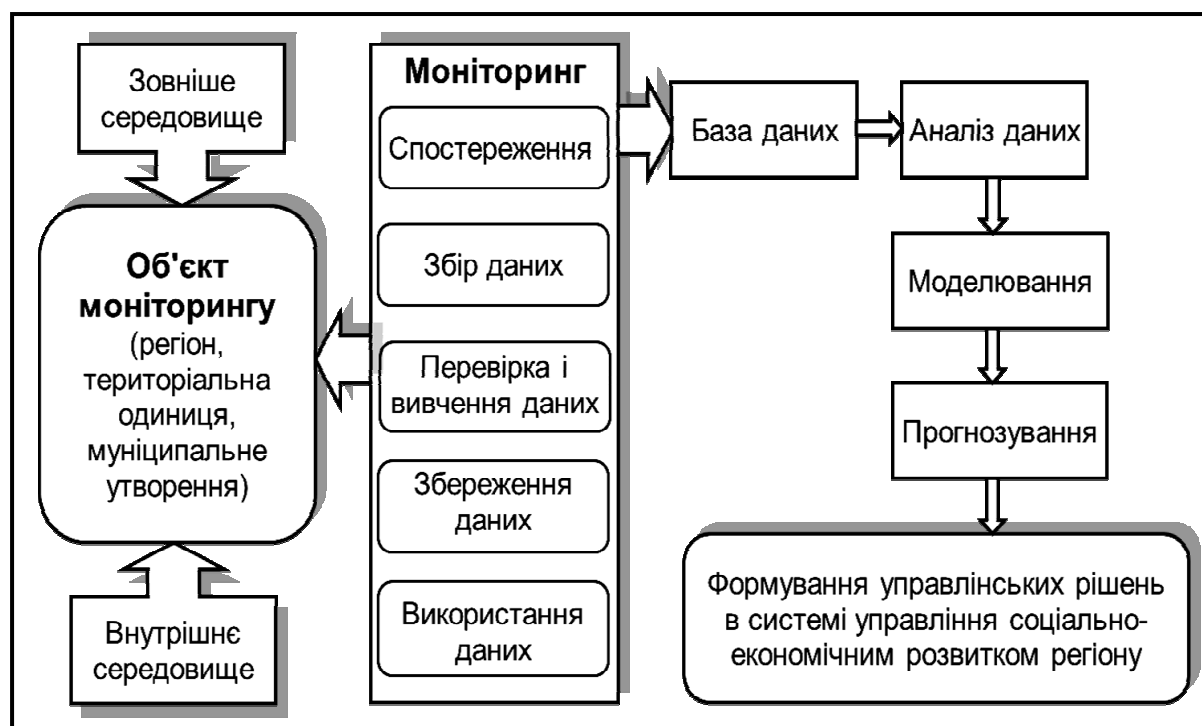 Зовніше
середовище
Об'єкт
моніторингу
(регіон,
територіальна
одиниця,
муніципальне
утворення)
Внутрішнє
середовище
Моніторинг
Спостереження
Збір даних
Перевірка і
вивчення даних
Збереження
даних
Використання
даних
База даних
Аналіз даних
Моделювання
Прогнозування
Формування управлінських рішень
в системі управління соціально-
економічним розвитком регіону